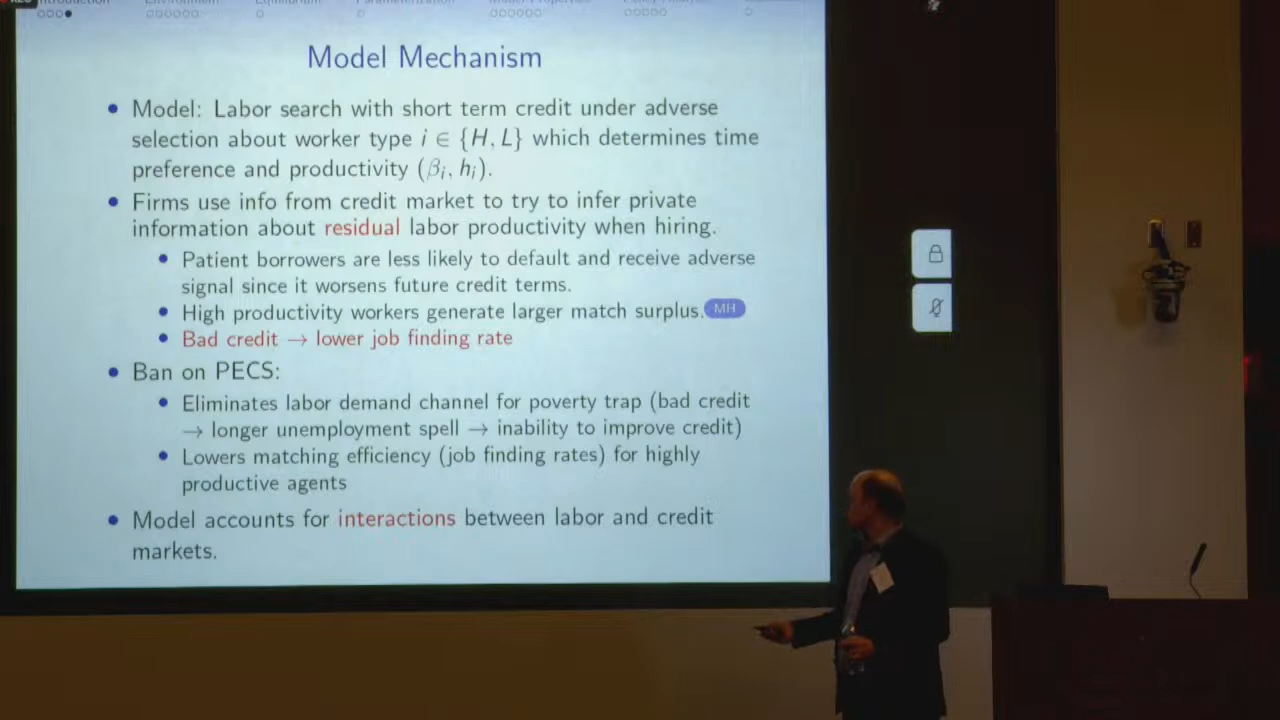 Model Mechanism
Model: Labor search with short term credit under adverse
selection about worker type i ∈ {H, L} which determines time
preference and productivity (βi, hi).
Firms use info from credit market to try to infer private
information about residual labor productivity when hiring.
Patient borrowers are less likely to default and receive adverse
signal since it worsens future credit terms.
High productivity workers generate larger match surplus. MH
Bad credit → lower job finding rate
Ban on PECS:
Eliminates labor demand channel for poverty trap (bad credit
→ longer unemployment spell → inability to improve credit)
Lowers matching efficiency (job finding rates) for highly
productive agents
Model accounts for interactions between labor and credit
markets.